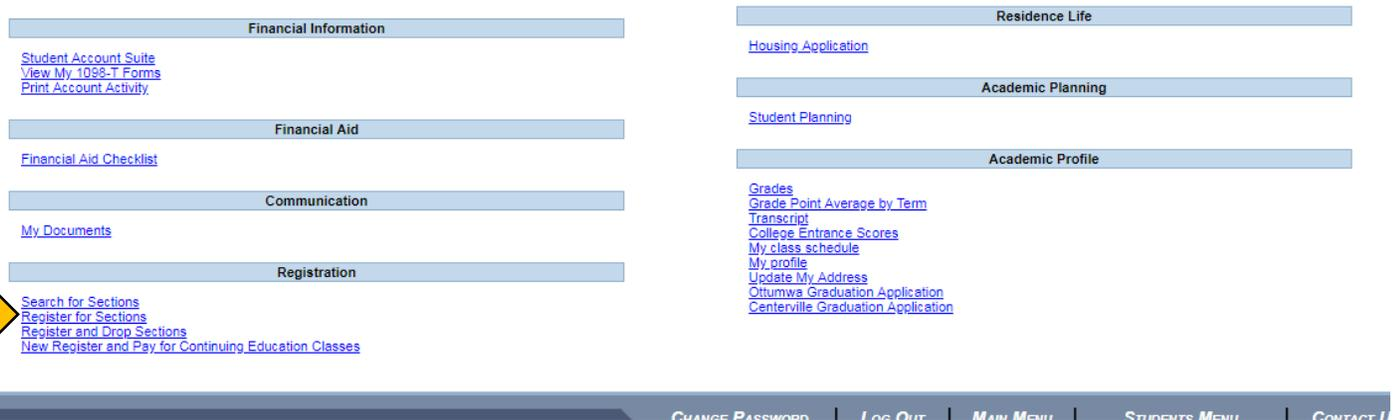 Financial Information
Student Account Suite
View My 1098-T Forms
Print Account Activity
Financial Aid
Financial Aid Checklist
Communication
My Documents
Registration
Search for Sections
Register for Sections
Register and Drop Sections
New Register and Pay for Continuing Education Classes
Residence Life
Housing Application
Academic Planning
Student Planning
Academic Profile
Grades
Grade Point Average by Term
Transcript
College Entrance Scores
My class schedule
My profile
Update My Address
Ottumwa Graduation Application
Centerville Graduation Application
CHANGE PASSWORD | LOG OUT | MAIN MENU | STUDENTS MENU | CONTACT U